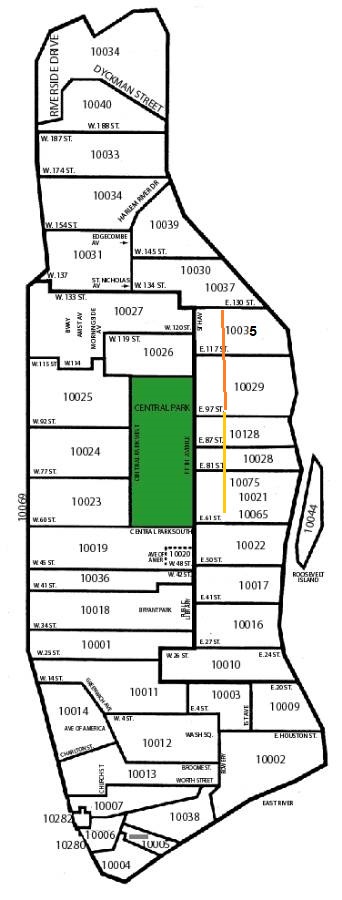 10034
RIVERSIDE DRIVE
DYCKMAN STREET
10040
W. 188 ST.
W. 187 ST.
10033
W. 174 ST.
10034
HARLEM RIVER DR
W. 154 ST.
10039
EDGECOMBE
AV
10031
W. 145 ST.
10030
W. 137
ST. NICHOLAS
AV
W. 134 ST.
10037
W. 133 ST.
E. 130 ST.
10027
BWAY
AMST AV
MORNINGSIDE
AV
W. 120 ST.
5TH AV
10035
W. 119 ST.
E. 117 ST.
10026
W. 115 ST.
W. 114
10029
10025
CENTRAL PARK
E. 97 ST.
W. 92 ST.
10128
E. 87 ST.
10024
CENTRAL PARK WEST
FIFTH AVENUE
10028
E. 81 ST.
W. 77 ST.
10075
10021
10023
10065
10069
W. 60 ST.
E. 61 ST.
10044
CENTRAL PARK SOUTH
10022
10019
AVE OF
AMER
10020
W. 48 ST.
W. 45 ST.
E. 50 ST.
ROOSEVELT
ISLAND
10036
W. 42 ST.
10017
W. 41 ST.
E. 41 ST.
10018
BRYANT PARK
PUBLIC
LIBRARY
10016
W. 34 ST.
10001
E. 27 ST.
W. 25 ST.
W. 26 ST.
E. 24 ST.
10010
W. 14 ST.
10011
GREENWICH AVE
10003
E. 20 ST.
10009
10014
E. 4 ST.
1ST AVE
AVE OF AMERICA
W. 4 ST.
WASH SQ.
E. HOUSTON ST.
10012
CHARLTON ST.
BOWERY
10002
BROOME ST.
10013
CHURCH ST
WORTH STREET
10007
EAST RIVER
10282
10038
10006
10280
10005
10004